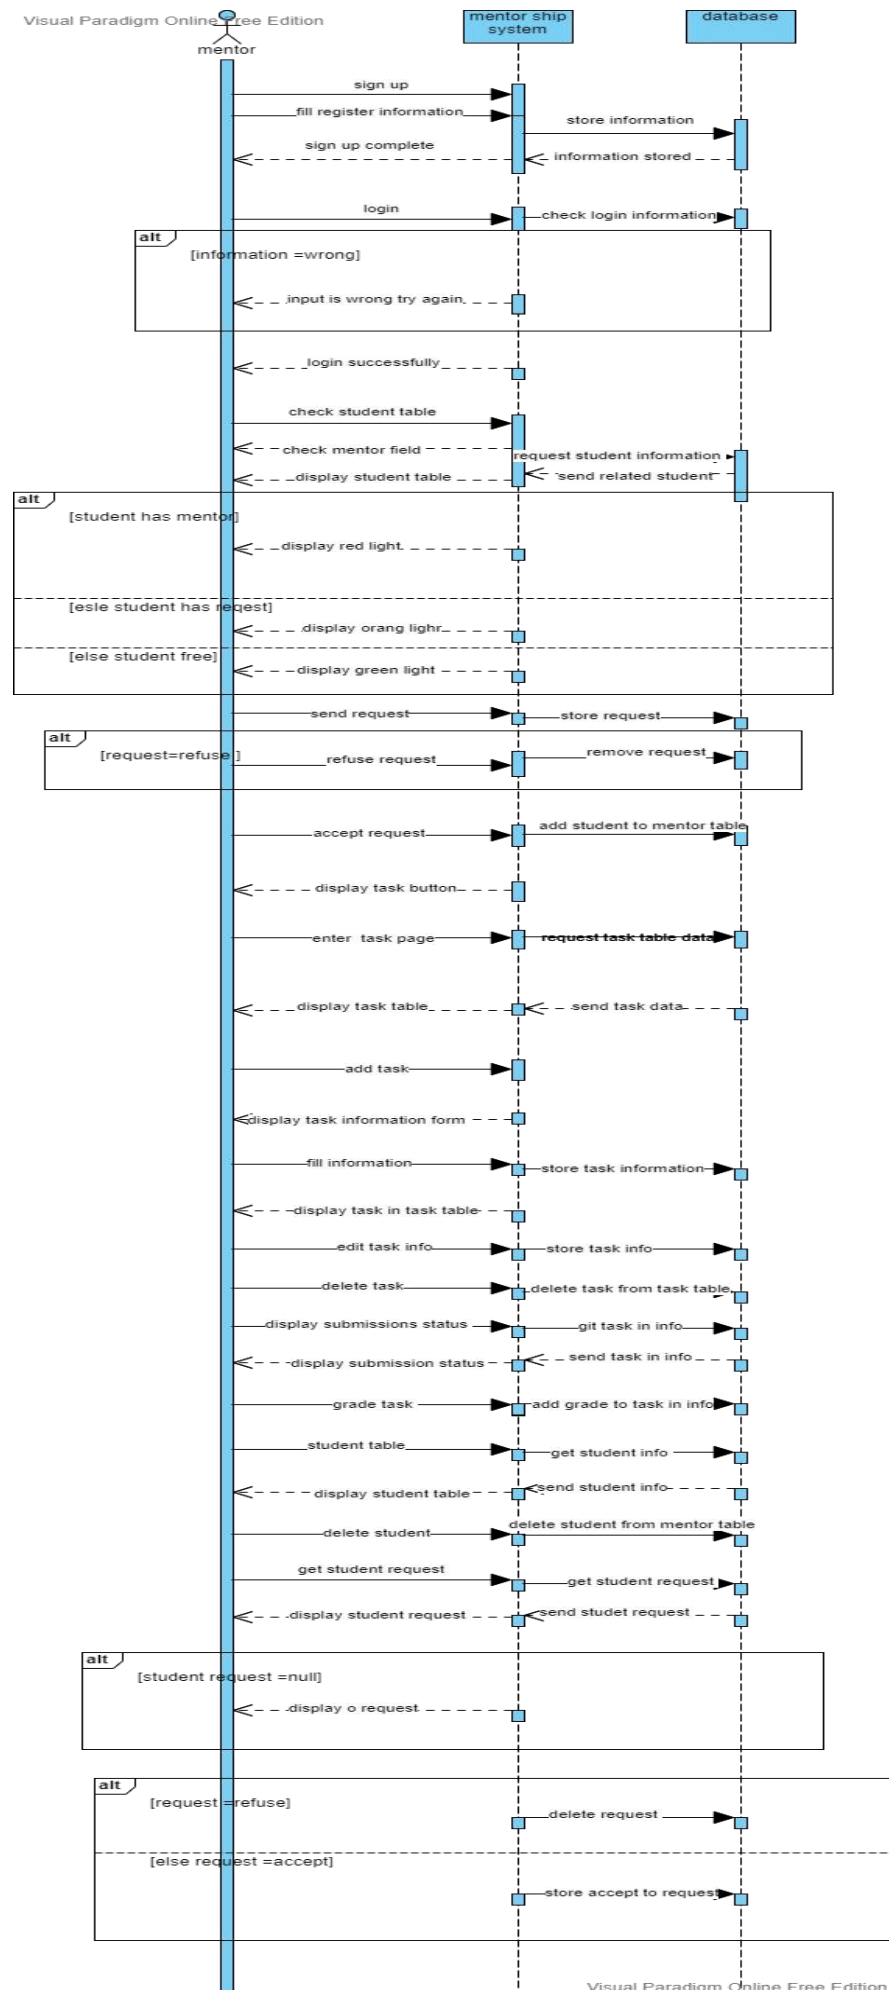 Visual Paradigm Online Free Edition
mentor
mentor ship
system
database
sign up
fill register information
store information
sign up complete
information stored
login
check login information
alt
[information =wrong]
input is wrong try again
login successfully
check student table
check mentor field
request student information
display student table
send related student
alt
[student has mentor]
display red light
[esle student has reqest]
display orang lighr
[else student free]
display green light
send request
store request
alt
[request=refuse ]
refuse request
remove request
accept request
add student to mentor table
display task button
enter task page
request task table data
display task table
send task data
add task
display task information form
fill information
store task information
display task in task table
edit task info
store task info
delete task
delete task from task table
display submissions status
git task in info
display submission status
send task in info
grade task
add grade to task in info
student table
get student info
display student table
send student info
delete student
delete student from mentor table
get student request
get student request
display student request
send studet request
alt
[student request =null]
display o request
alt
[request =refuse]
delete request
[else request =accept]
store accept to request
Visual Paradigm Online Free Edition